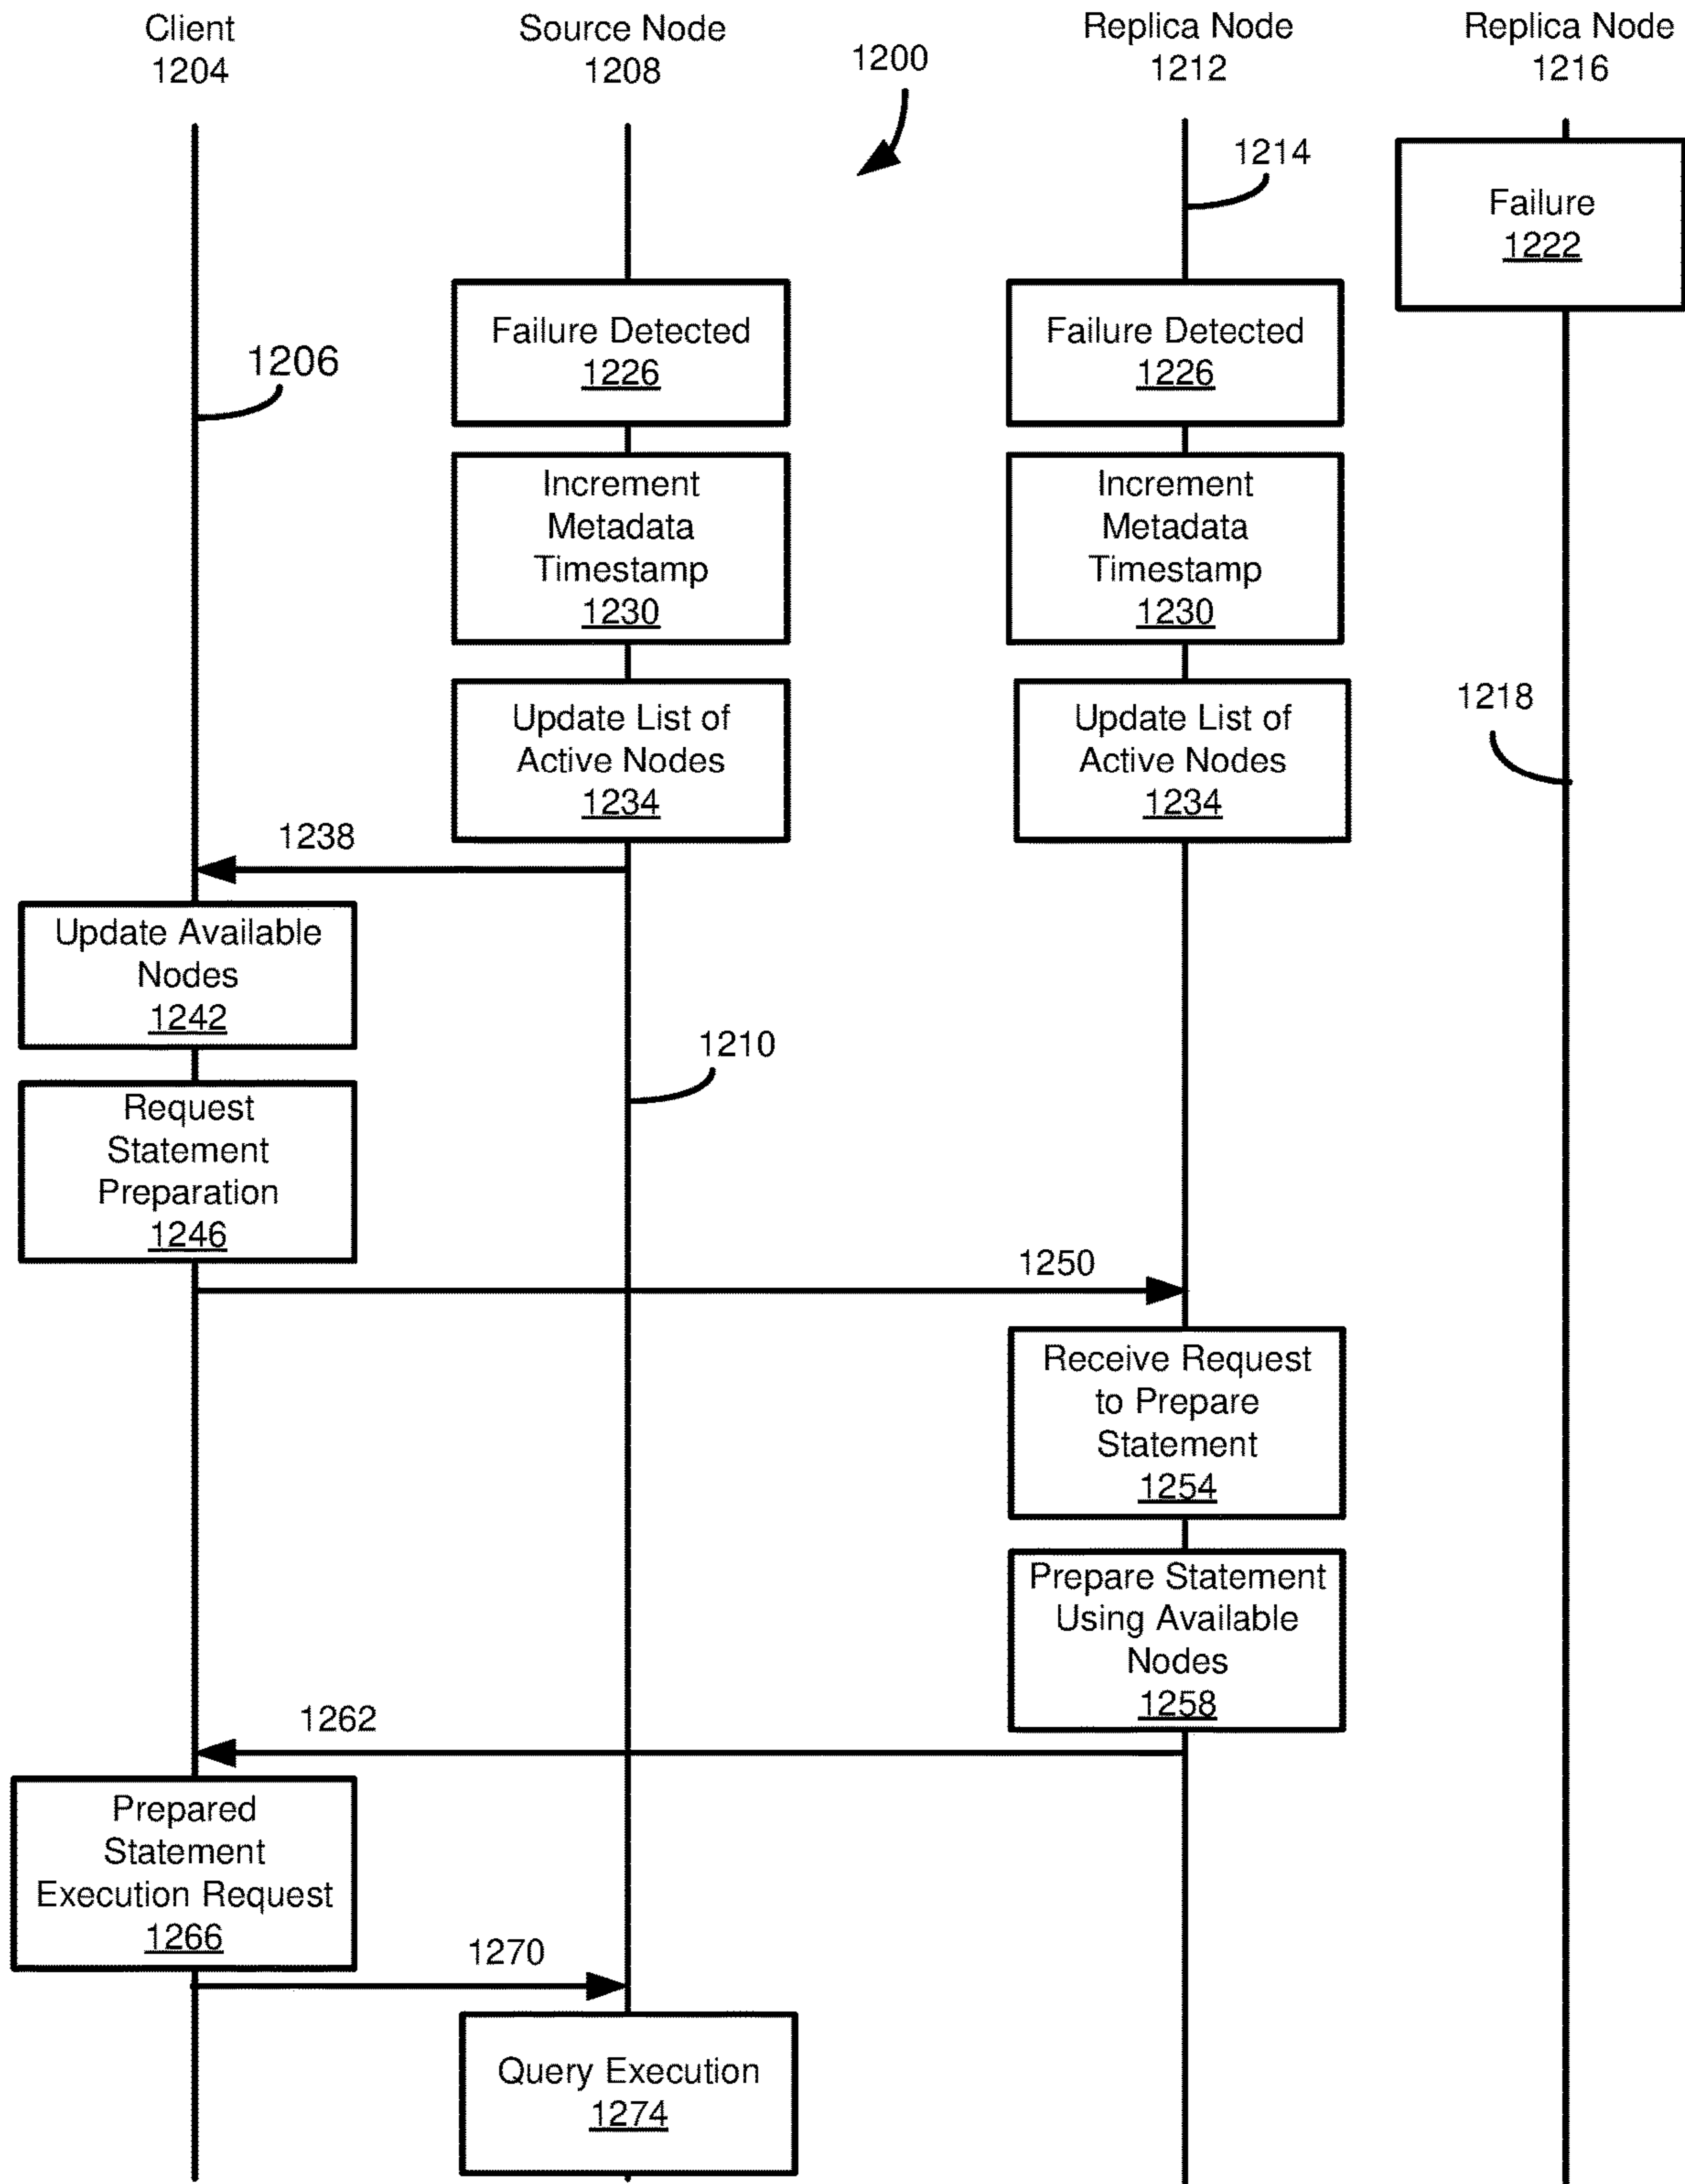 Client
1204
Source Node
1208
1200
Replica Node
1212
Replica Node
1216
1214
Failure
1222
Failure Detected
1226
Failure Detected
1226
1206
Increment
Metadata
Timestamp
1230
Increment
Metadata
Timestamp
1230
Update List of
Active Nodes
1234
Update List of
Active Nodes
1234
1218
1238
Update Available
Nodes
1242
1210
Request
Statement
Preparation
1246
1250
Receive Request
to Prepare
Statement
1254
Prepare Statement
Using Available
Nodes
1258
1262
Prepared
Statement
Execution Request
1266
1270
Query Execution
1274